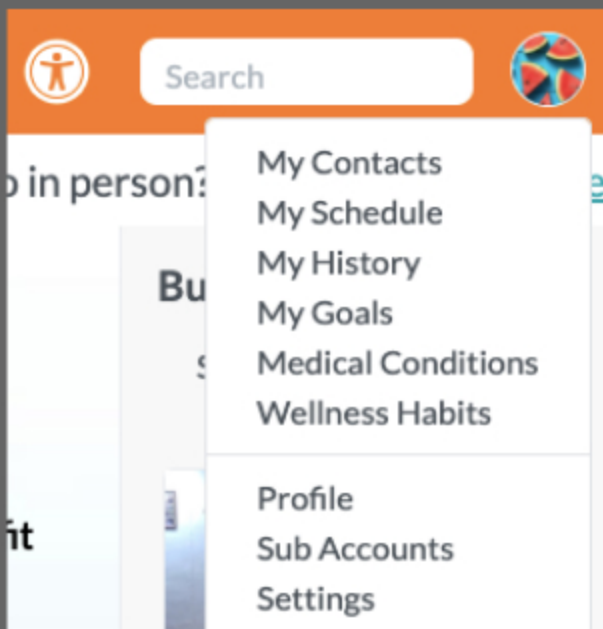 Search
in person?
My Contacts
My Schedule
Bu
My History
My Goals
Medical Conditions
Wellness Habits
Profile
fit
Sub Accounts
Settings